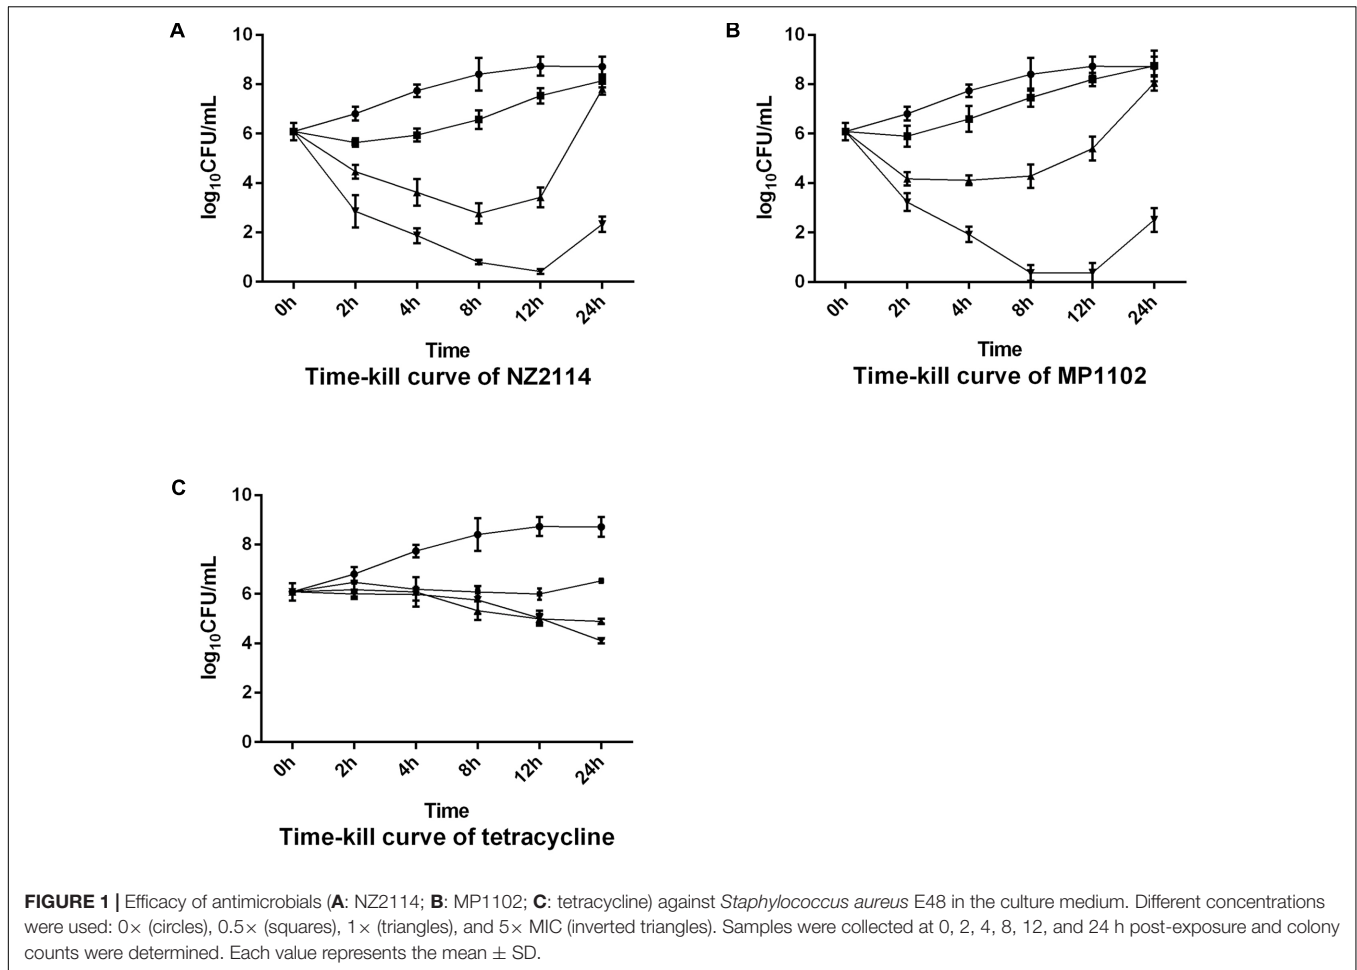 A
10
8
6
4
2
0
log10CFU/mL
0h 2h 4h 8h 12h 24h
Time
Time-kill curve of NZ2114
B
10
8
6
4
2
0
log10CFU/mL
0h 2h 4h 8h 12h 24h
Time
Time-kill curve of MP1102
C
10
8
6
4
2
0
log10CFU/mL
0h 2h 4h 8h 12h 24h
Time
Time-kill curve of tetracycline
FIGURE 1 | Efficacy of antimicrobials (A: NZ2114; B: MP1102; C: tetracycline) against Staphylococcus aureus E48 in the culture medium. Different concentrations
were used: 0× (circles), 0.5× (squares), 1× (triangles), and 5× MIC (inverted triangles). Samples were collected at 0, 2, 4, 8, 12, and 24 h post-exposure and colony
counts were determined. Each value represents the mean ± SD.